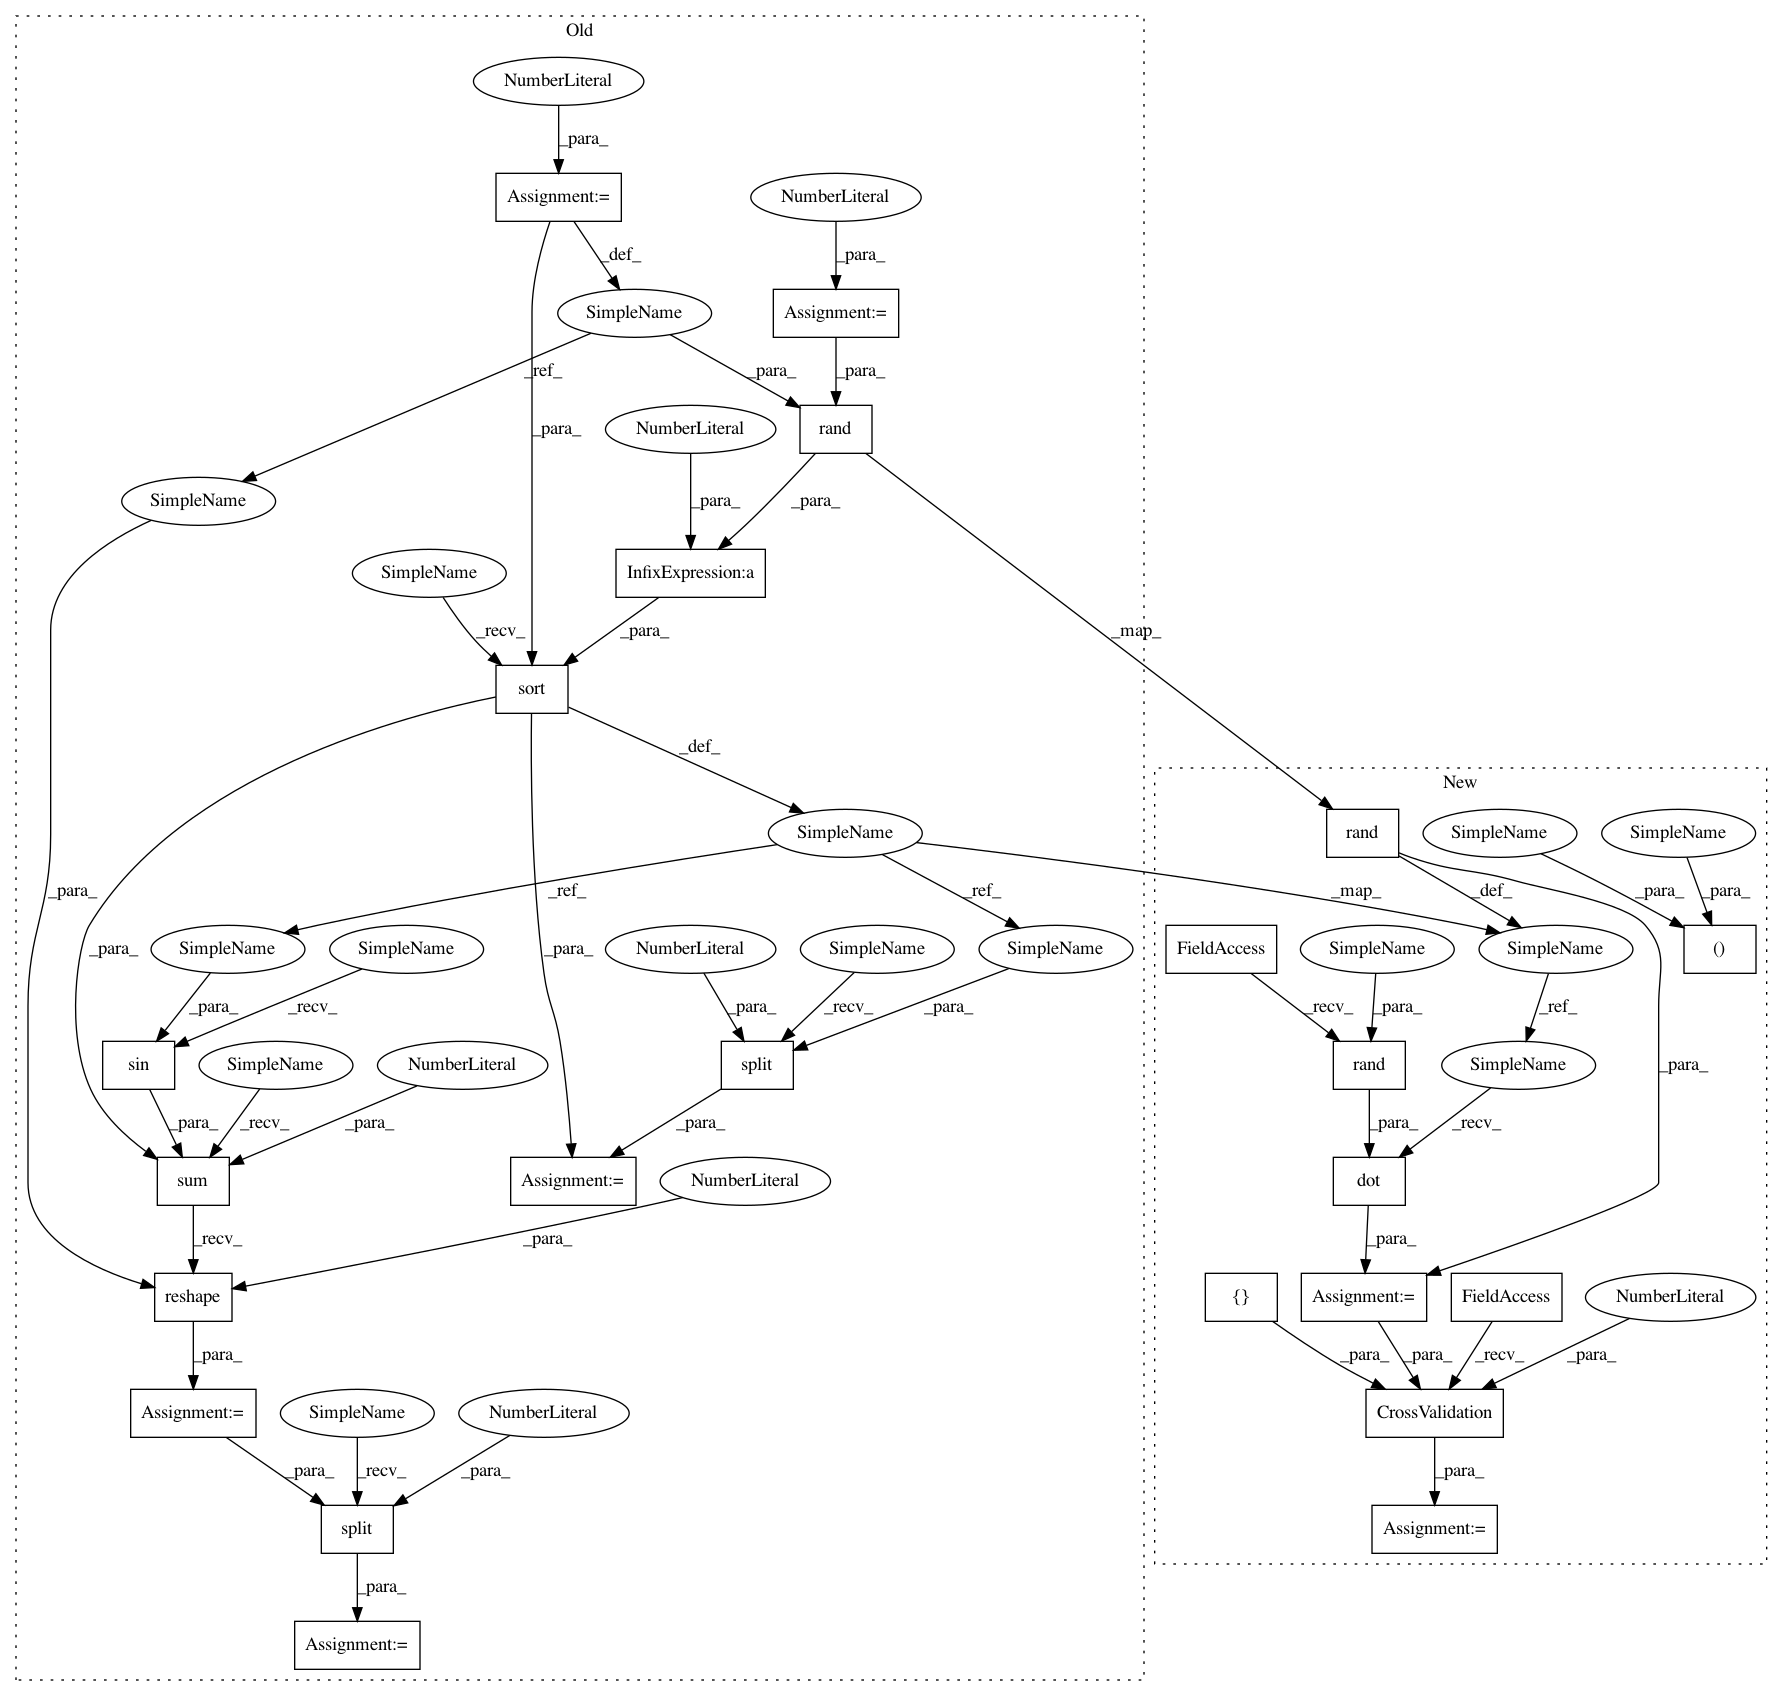 Old
NumberLiteral
_para_
Assignment:=
NumberLiteral
_def_
_para_
SimpleName
Assignment:=
_ref_
_para_
_para_
NumberLiteral
_para_
rand
SimpleName
_para_
_para_
SimpleName
InfixExpression:a
_recv_
_para_
_map_
sort
_def_
New
SimpleName
rand
SimpleName
SimpleName
_para_
_ref_
_ref_
_map_
_def_
_para_
_para_
_para_
SimpleName
SimpleName
_para_
NumberLiteral
SimpleName
SimpleName
FieldAccess
SimpleName
SimpleName
()
_para_
_recv_
_para_
_recv_
_para_
_recv_
_para_
_ref_
sin
SimpleName
NumberLiteral
split
rand
SimpleName
_para_
_para_
_recv_
_para_
_para_
_para_
_recv_
sum
Assignment:=
NumberLiteral
dot
_recv_
_para_
_para_
reshape
{}
Assignment:=
FieldAccess
NumberLiteral
_para_
_para_
_para_
_recv_
_para_
Assignment:=
SimpleName
NumberLiteral
CrossValidation
_para_
_recv_
_para_
_para_
split
Assignment:=
_para_
Assignment:=